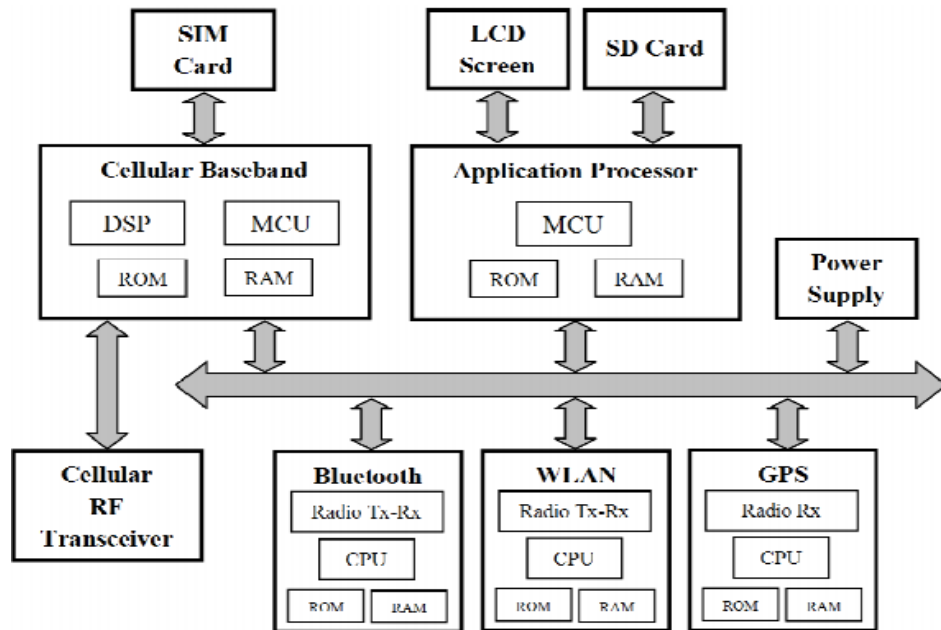 SIM
Card
LCD
Screen
SD Card
Cellular Baseband
DSP
MCU
ROM
RAM
Application Processor
MCU
ROM
RAM
Power
Supply
Cellular
RF
Transceiver
Bluetooth
Radio Tx-Rx
CPU
ROM
RAM
WLAN
Radio Tx-Rx
CPU
ROM
RAM
GPS
Radio Rx
CPU
ROM
RAM